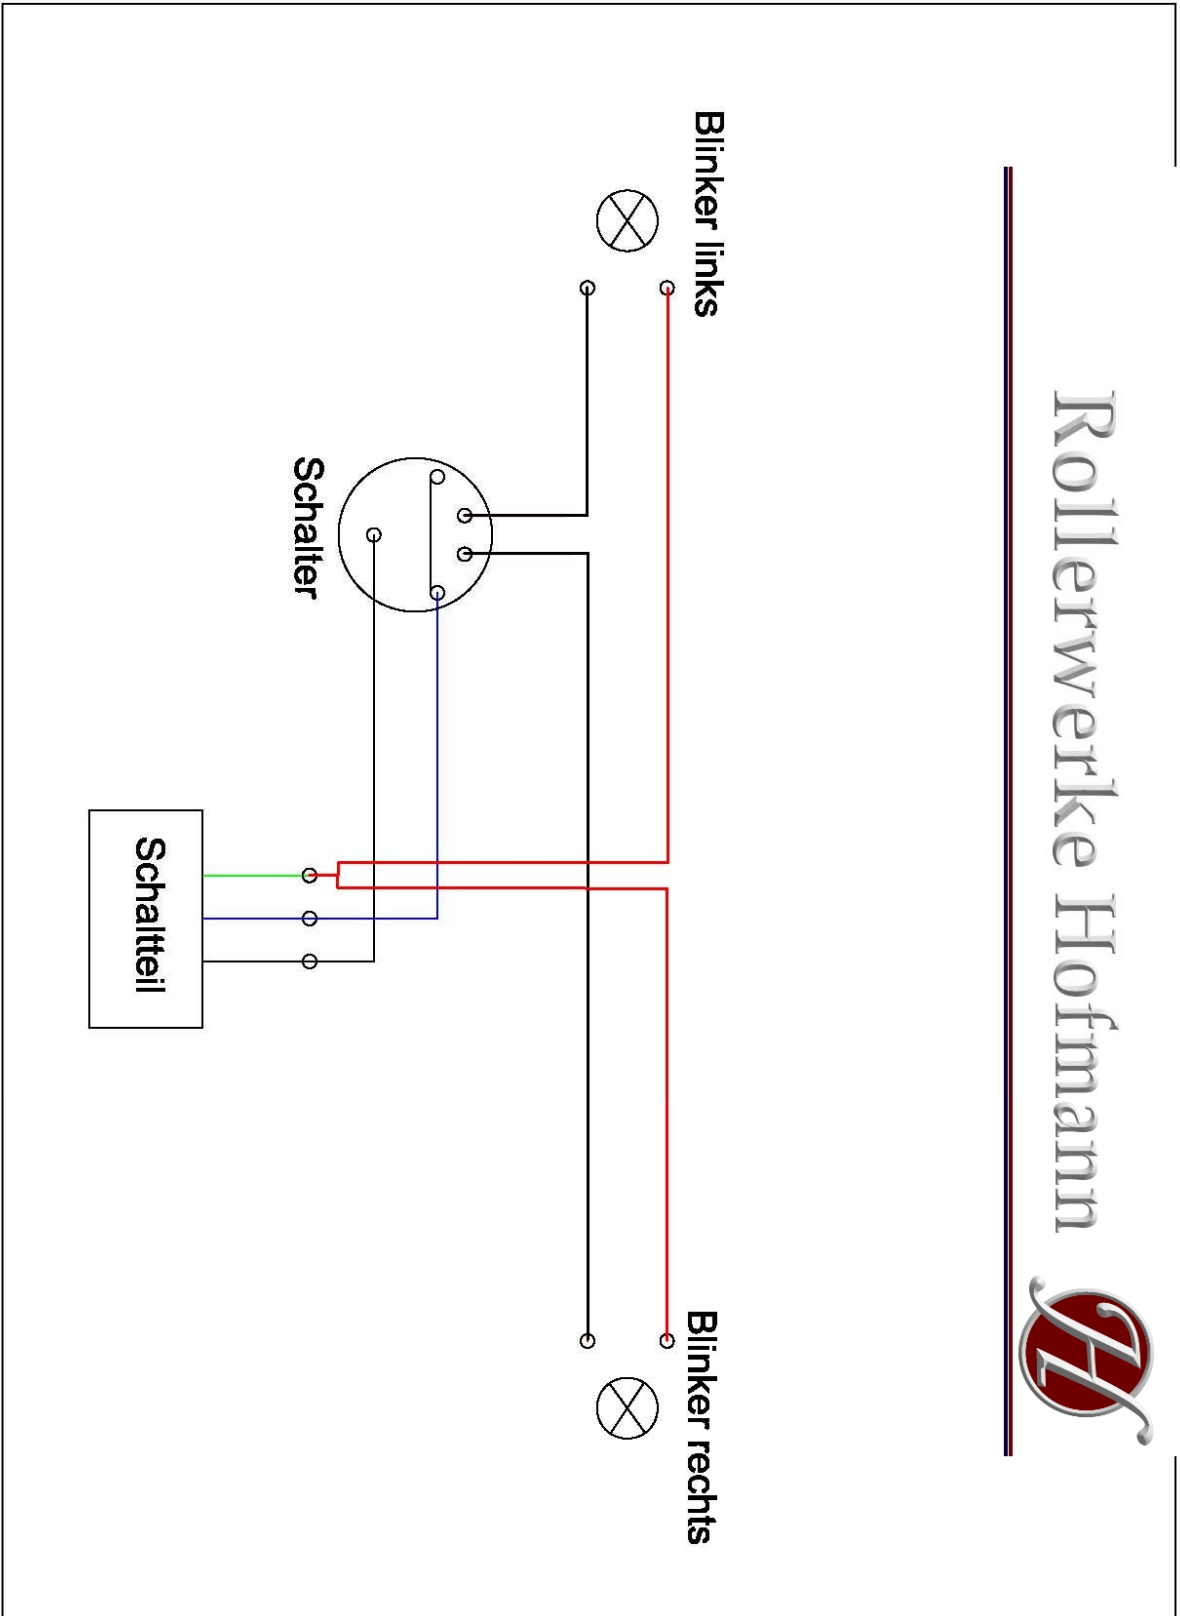 Rollerwerke Hofmann H
Blinker links
Blinker rechts
Schalter
Schaltteil